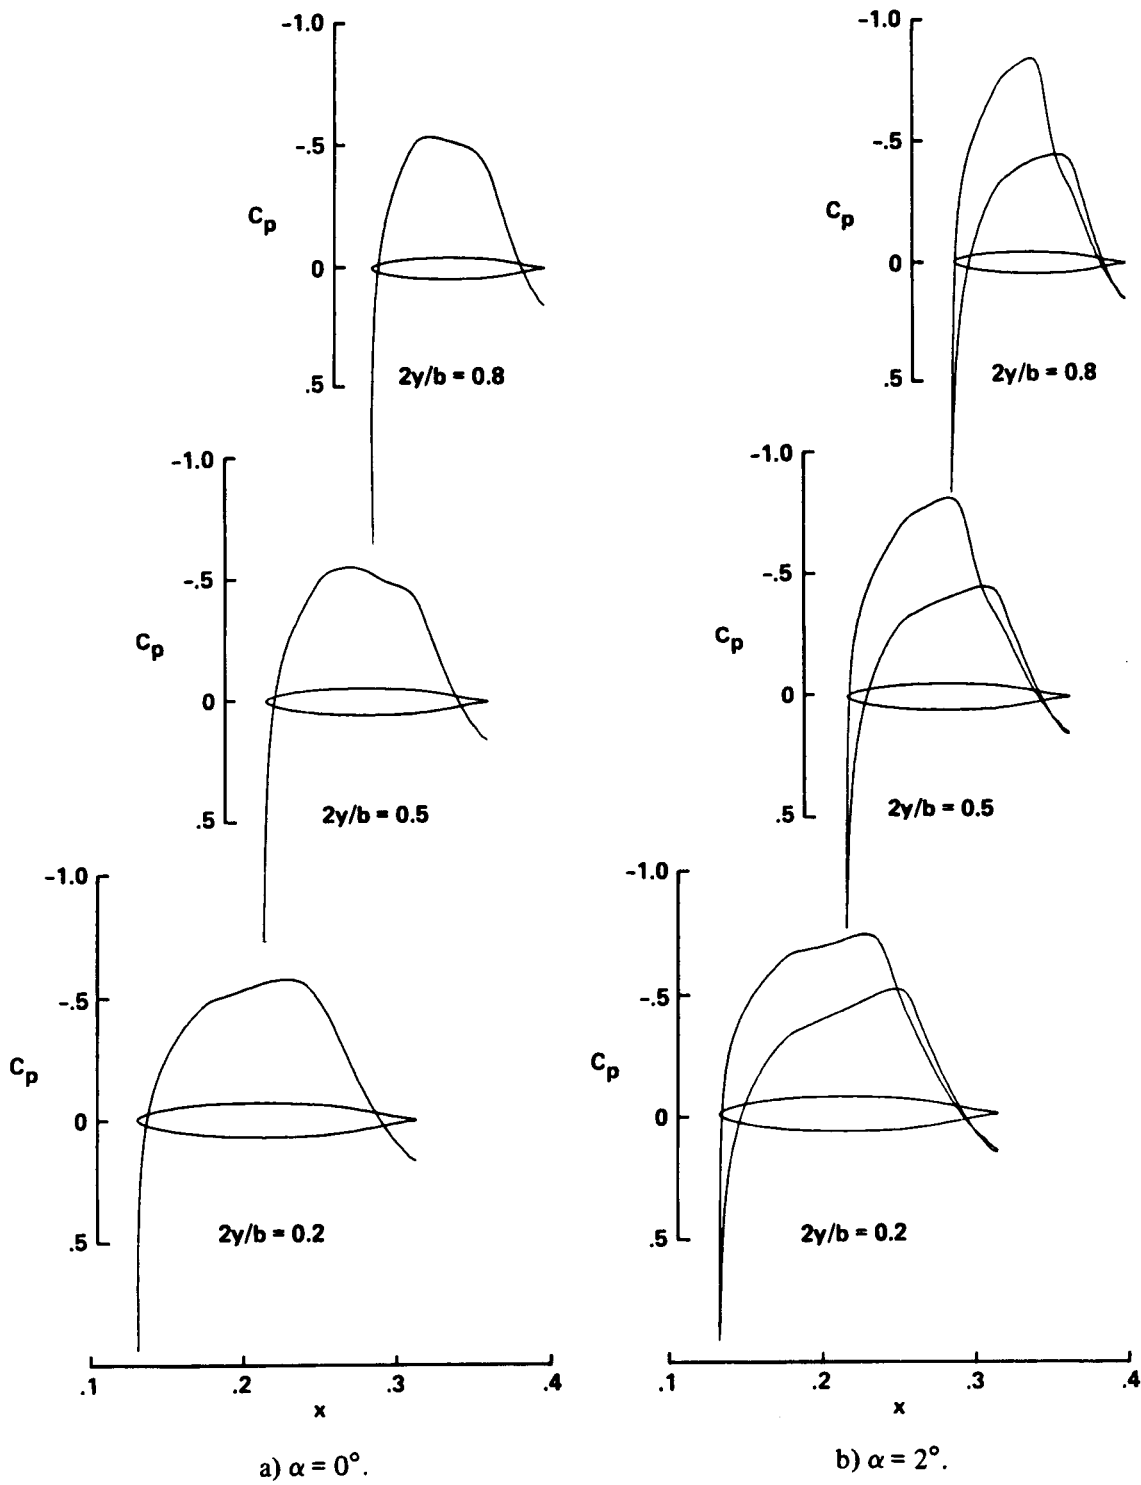 -1.0
-.5
Cp
0
.5
2y/b = 0.8
-1.0
-.5
Cp
0
.5
2y/b = 0.5
-1.0
-.5
Cp
0
.5
2y/b = 0.2
.1 .2 .3 .4
x
a) α = 0°.
-1.0
-.5
Cp
0
.5
2y/b = 0.8
-1.0
-.5
Cp
0
.5
2y/b = 0.5
-1.0
-.5
Cp
0
.5
2y/b = 0.2
.1 .2 .3 .4
x
b) α = 2°.